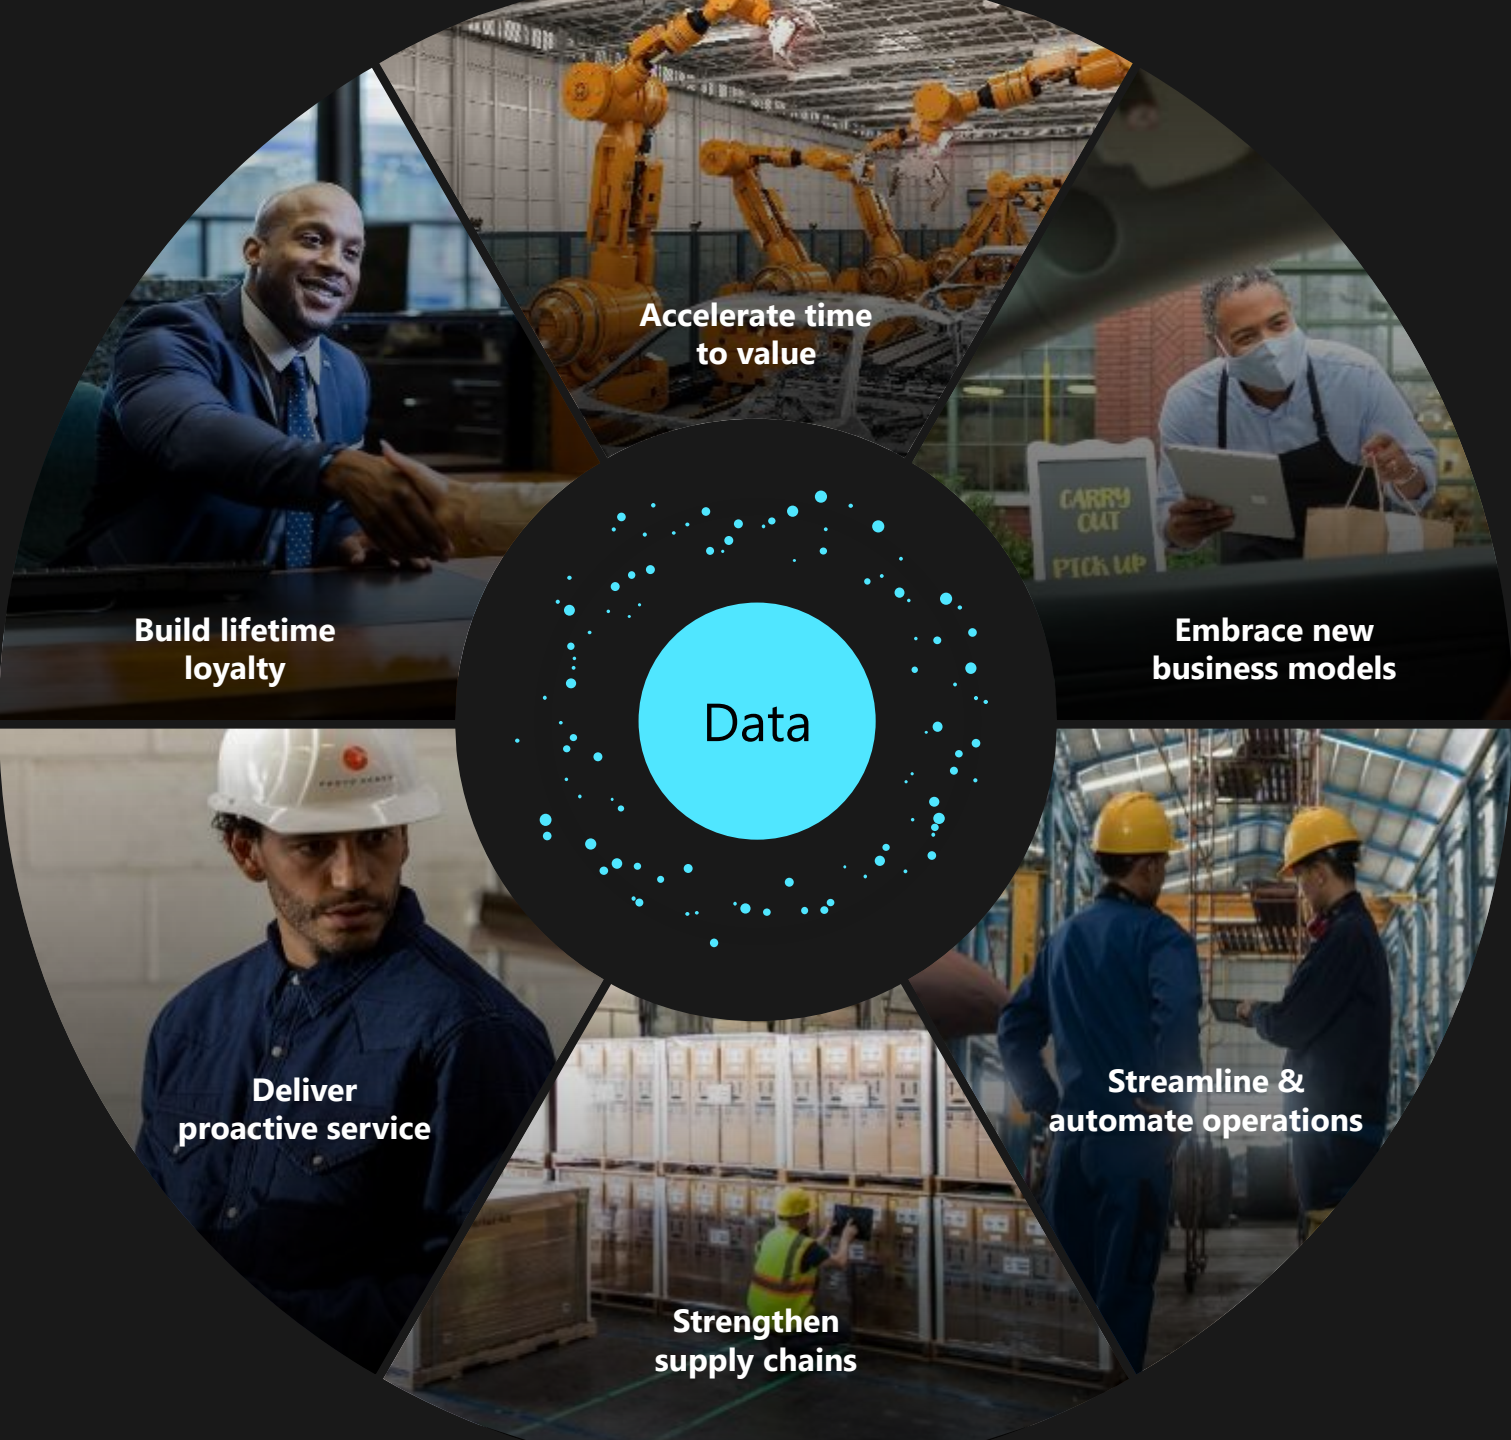 Accelerate time
to value
CARRY
OUT
PICK UP
Build lifetime
loyalty
Embrace new
business models
Data
Deliver
proactive service
Streamline &
automate operations
Strengthen
supply chains